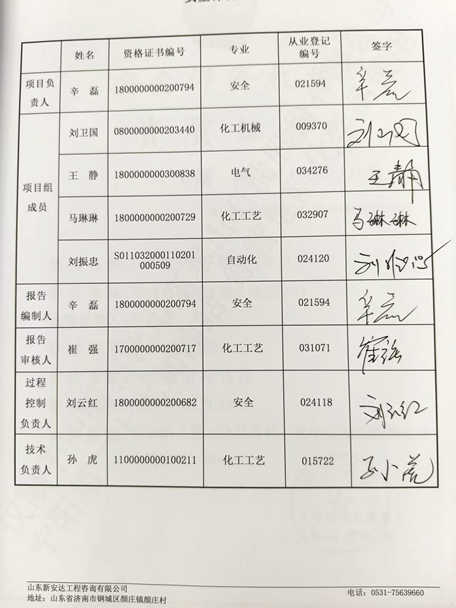 姓名 资格证书编号 专业 从业登记编号 签字
项目负责人 辛磊 1800000000200794 安全 021594 辛磊
项目组成员 刘卫国 0800000000203440 化工机械 009370 刘卫国
王静 1800000000300838 电气 034276 王静
马琳琳 1800000000200729 化工工艺 032907 马琳琳
刘振忠 S011032000110201000509 自动化 024120 刘振忠
报告编制人 辛磊 1800000000200794 安全 021594 辛磊
报告审核人 崔强 1700000000200717 化工工艺 031071 崔强
过程控制负责人 刘云红 1800000000200682 安全 024118 刘云红
技术负责人 孙虎 1100000000100211 化工工艺 015722
山东新安达工程咨询有限公司
地址：山东省济南市钢城区颜庄镇颜庄村 电话：0531-75639660